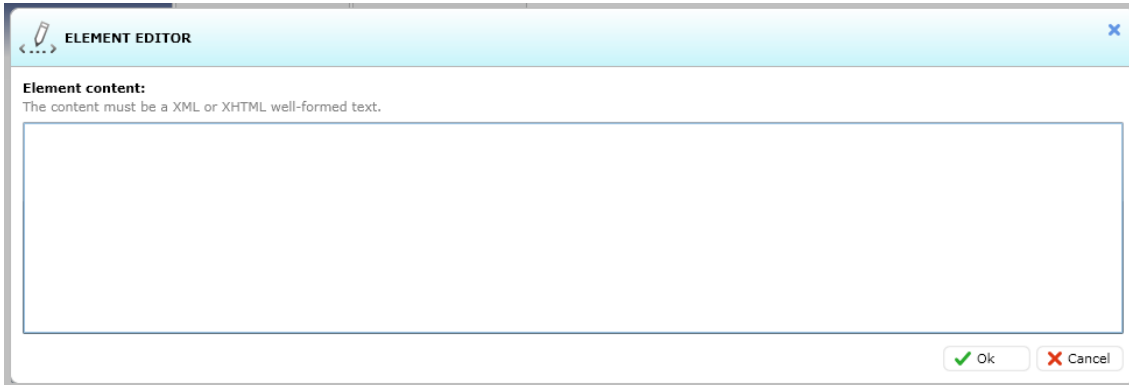 ELEMENT EDITOR
Element content:
The content must be a XML or XHTML well-formed text.
Ok
Cancel